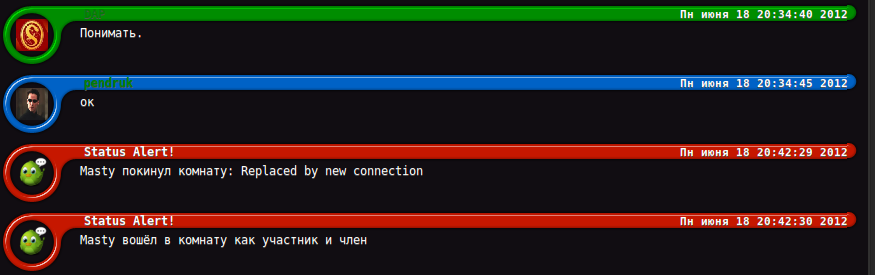 Пн июня 18 20:34:40 2012
Понимать.
pendruk Пн июня 18 20:34:45 2012
ок
Status Alert! Пн июня 18 20:42:29 2012
Masty покинул комнату: Replaced by new connection
Status Alert! Пн июня 18 20:42:30 2012
Masty вошёл в комнату как участник и член